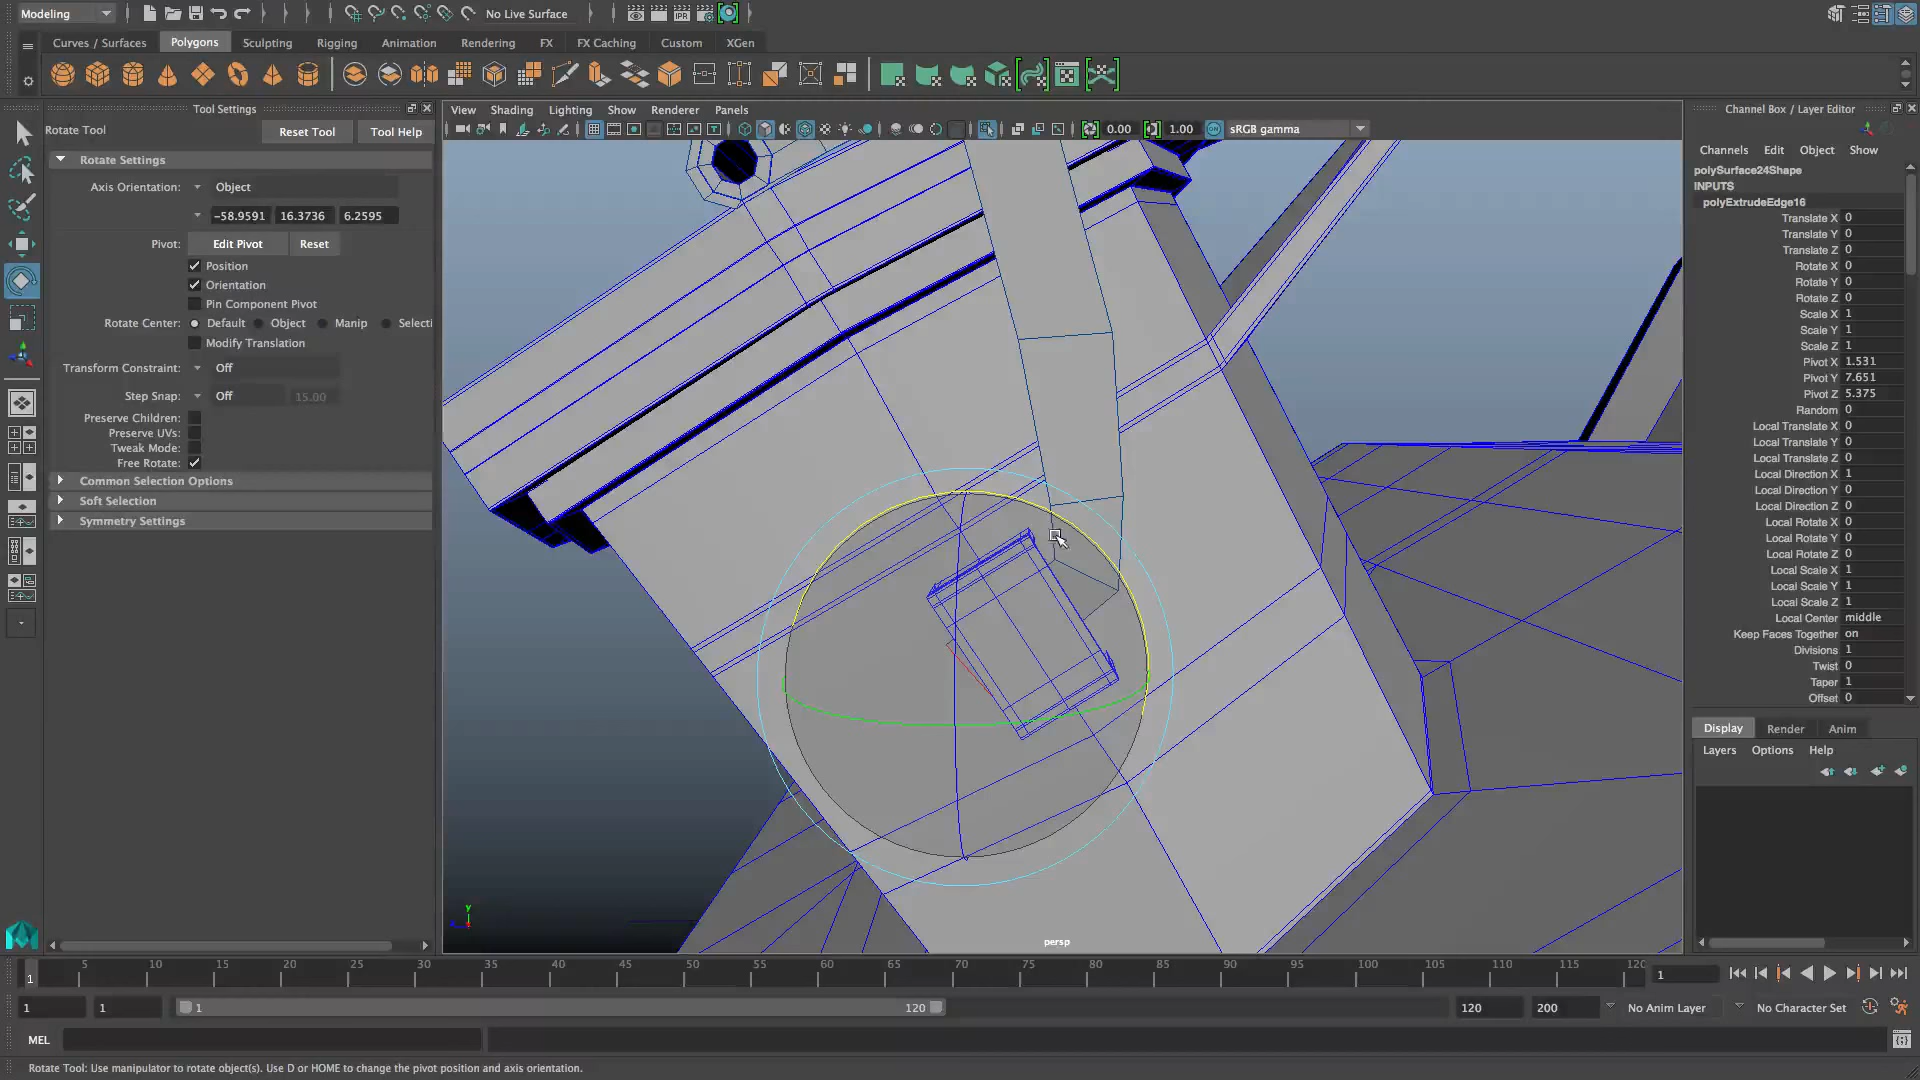 Modeling
No Live Surface
Curves / Surfaces
Polygons
Sculpting
Rigging
Animation
Rendering
FX
FX Caching
Custom
XGen
Tool Settings
Rotate Tool
Reset Tool
Tool Help
Rotate Settings
Axis Orientation:
Object
-58.9591
16.3736
6.2595
Pivot:
Edit Pivot
Reset
Position
Orientation
Pin Component Pivot
Rotate Center:
Default
Object
Manip
Selecti
Modify Translation
Transform Constraint:
Off
Step Snap:
Off
15.00
Preserve Children:
Preserve UVs:
Tweak Mode:
Free Rotate:
Common Selection Options
Soft Selection
Symmetry Settings
View
Shading
Lighting
Show
Renderer
Panels
IPR
0.00
1.00
sRGB gamma
y
persp
Channel Box / Layer Editor
Channels
Edit
Object
Show
polySurface24Shape
INPUTS
polyExtrudeEdge16
Translate X 0
Translate Y 0
Translate Z 0
Rotate X 0
Rotate Y 0
Rotate Z 0
Scale X 1
Scale Y 1
Scale Z 1
Pivot X 1.531
Pivot Y 7.651
Pivot Z 5.375
Random 0
Local Translate X 0
Local Translate Y 0
Local Translate Z 0
Local Direction X 1
Local Direction Y 0
Local Direction Z 0
Local Rotate X 0
Local Rotate Y 0
Local Rotate Z 0
Local Scale X 1
Local Scale Y 1
Local Scale Z 1
Local Center middle
Keep Faces Together on
Divisions 1
Twist 0
Taper 1
Offset 0
Display
Render
Anim
Layers
Options
Help
1
5
10
15
20
25
30
35
40
45
50
55
60
65
70
75
80
85
90
95
100
105
110
115
120
1
1
1
1
120
120
200
No Anim Layer
No Character Set
MEL
Rotate Tool: Use manipulator to rotate object(s). Use D or HOME to change the pivot position and axis orientation.